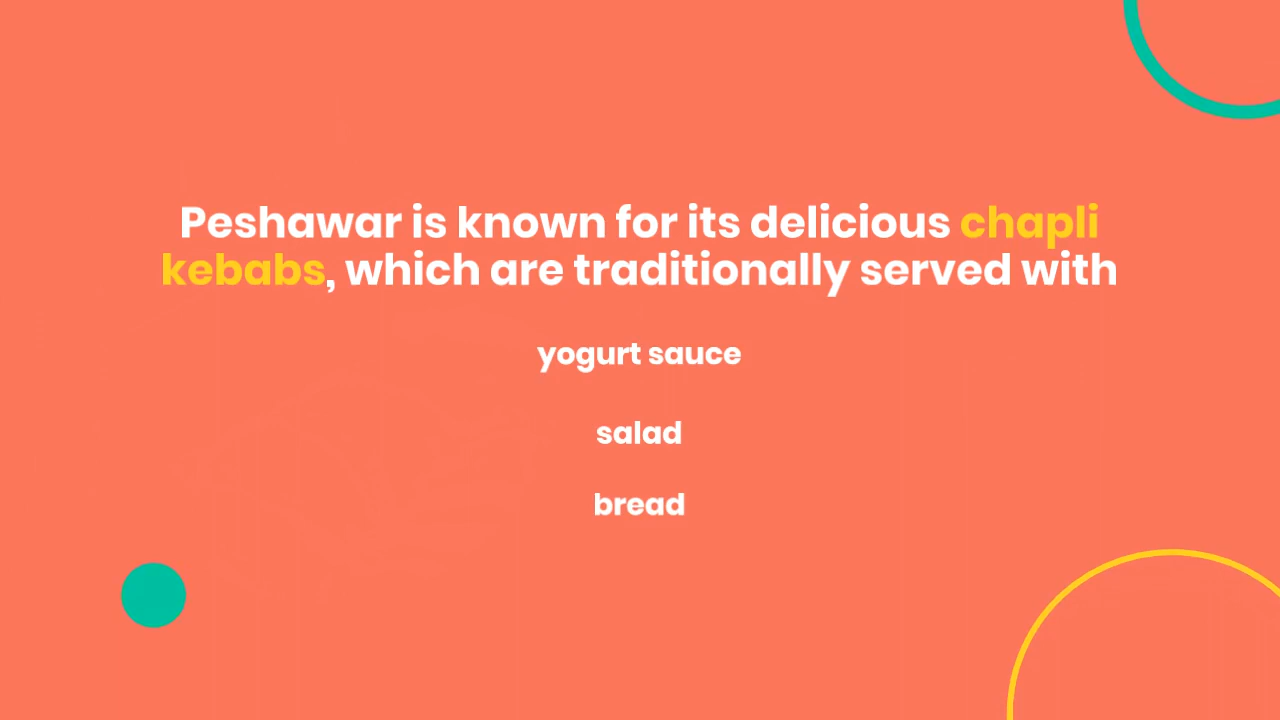 Peshawar is known for its delicious chapli
kebabs, which are traditionally served with
yogurt sauce
salad
bread